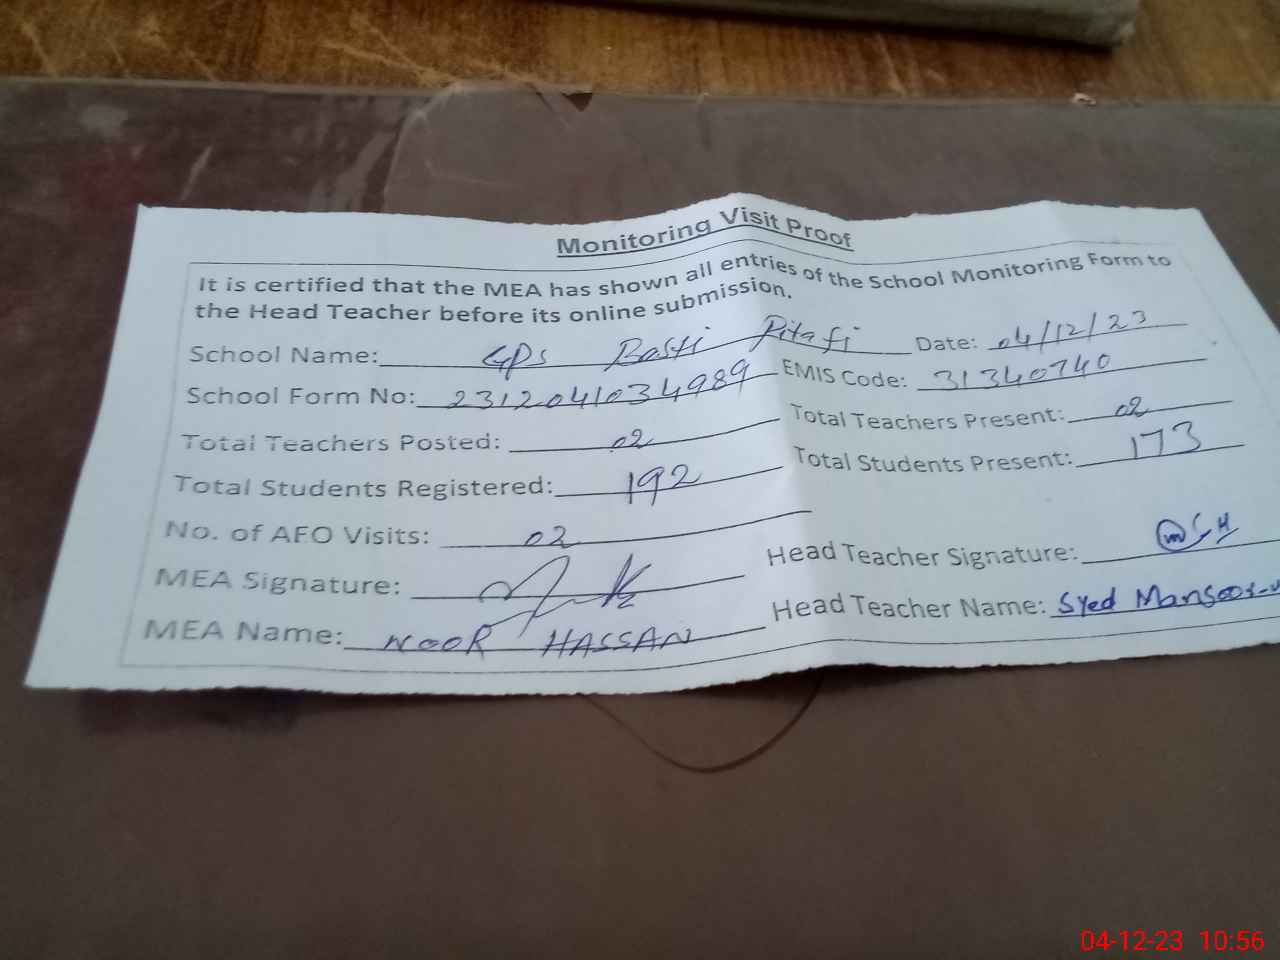 Monitoring Visit Proof
It is certified that the MEA has shown all entries of the School Monitoring Form to
the Head Teacher before its online submission.
School Name: GPS Basti Pitafi Date: 04/12/23
School Form No: 2312041034989 EMIS Code: 31340740
Total Teachers Posted: 02 Total Teachers Present: 02
Total Students Registered: 192 Total Students Present: 173
No. of AFO Visits: 02
MEA Signature: Head Teacher Signature:
MEA Name: NOOR HASSAN Head Teacher Name: Syed Mansoor
04-12-23 10:56